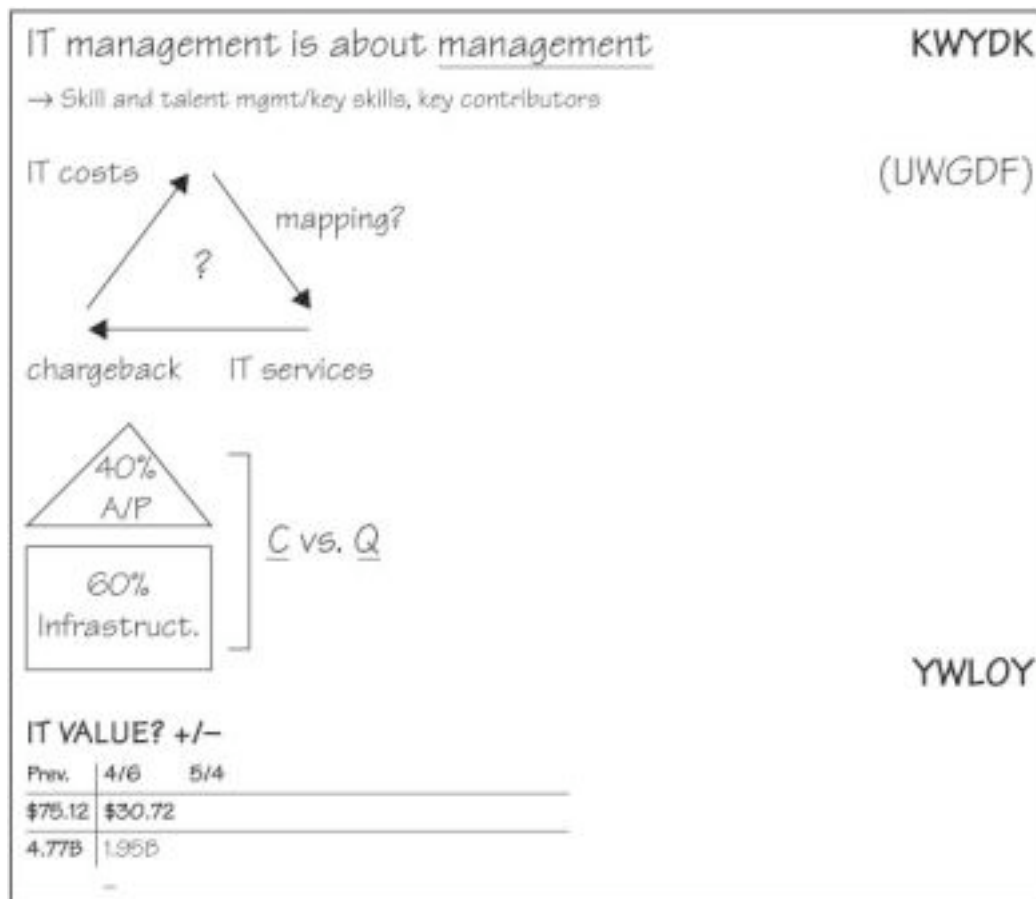 IT management is about management
KWYDK
→ Skill and talent mgmt/key skills, key contributors
(UWGDF)
IT costs
mapping?
?
chargeback IT services
40%
A/P
C vs. Q
60%
Infrastruct.
YWLOY
IT VALUE? +/–
Prev. 4/6 5/4
$75.12 $30.72
4.77B 1.95B
–